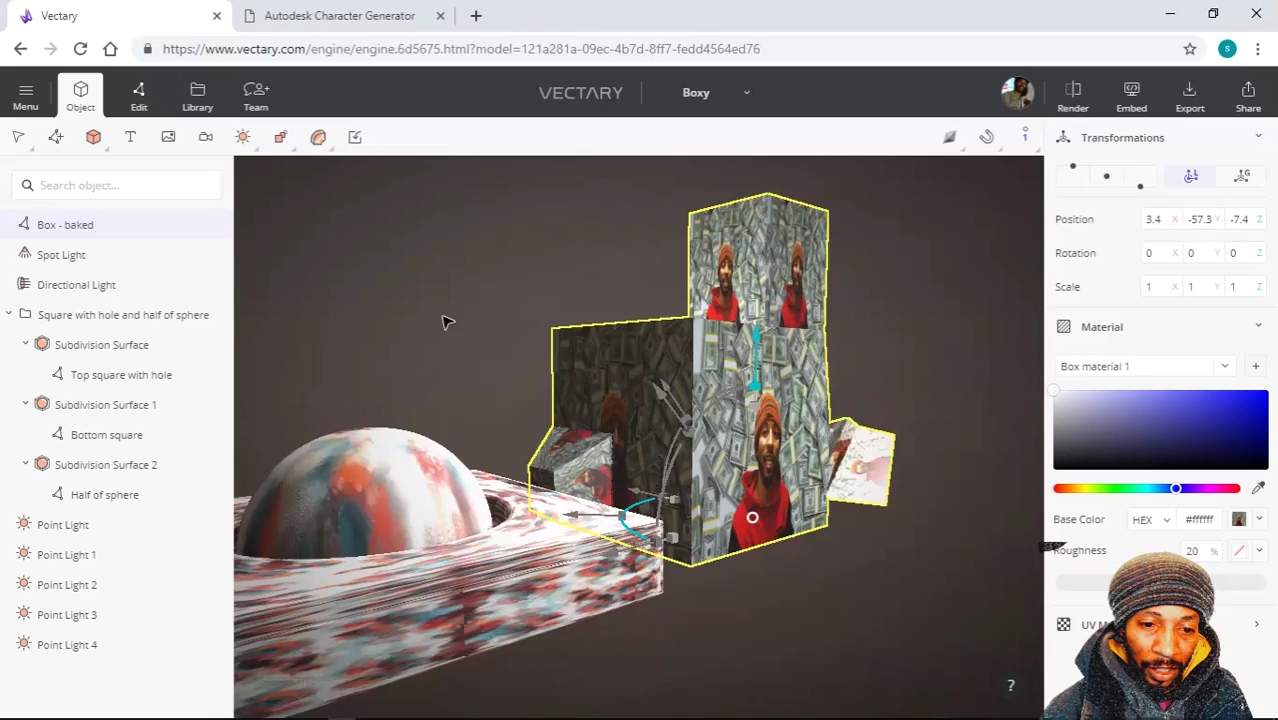 Vectary
Autodesk Character Generator
https://www.vectary.com/engine/engine.6d5675.html?model=121a281a-09ec-4b7d-8ff7-fedd4564ed76
S
Menu
Object
Edit
Library
Team
VECTARY
Boxy
Render
Embed
Export
Share
1
Transformations
Search object...
Box - baked
Spot Light
Directional Light
Square with hole and half of sphere
Subdivision Surface
Top square with hole
Subdivision Surface 1
Bottom square
Subdivision Surface 2
Half of sphere
Point Light
Point Light 1
Point Light 2
Point Light 3
Point Light 4
Position 3.4 X -57.3 Y -7.4 Z
Rotation 0 X 0 Y 0 Z
Scale 1 X 1 Y 1 Z
Material
Box material 1
Base Color HEX #ffffff
Roughness 20 %
UV
?